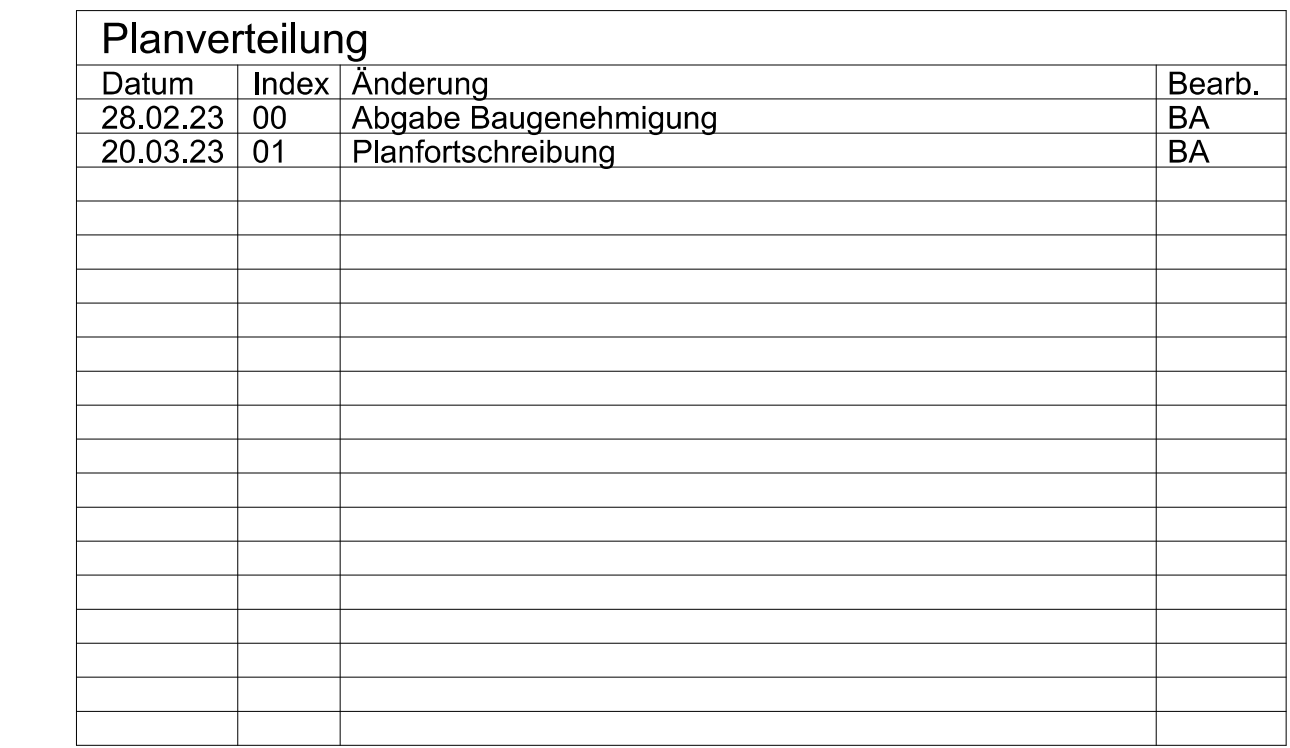 Planverteilung
Datum Index Änderung Bearb.
28.02.23 00 Abgabe Baugenehmigung BA
20.03.23 01 Planfortschreibung BA